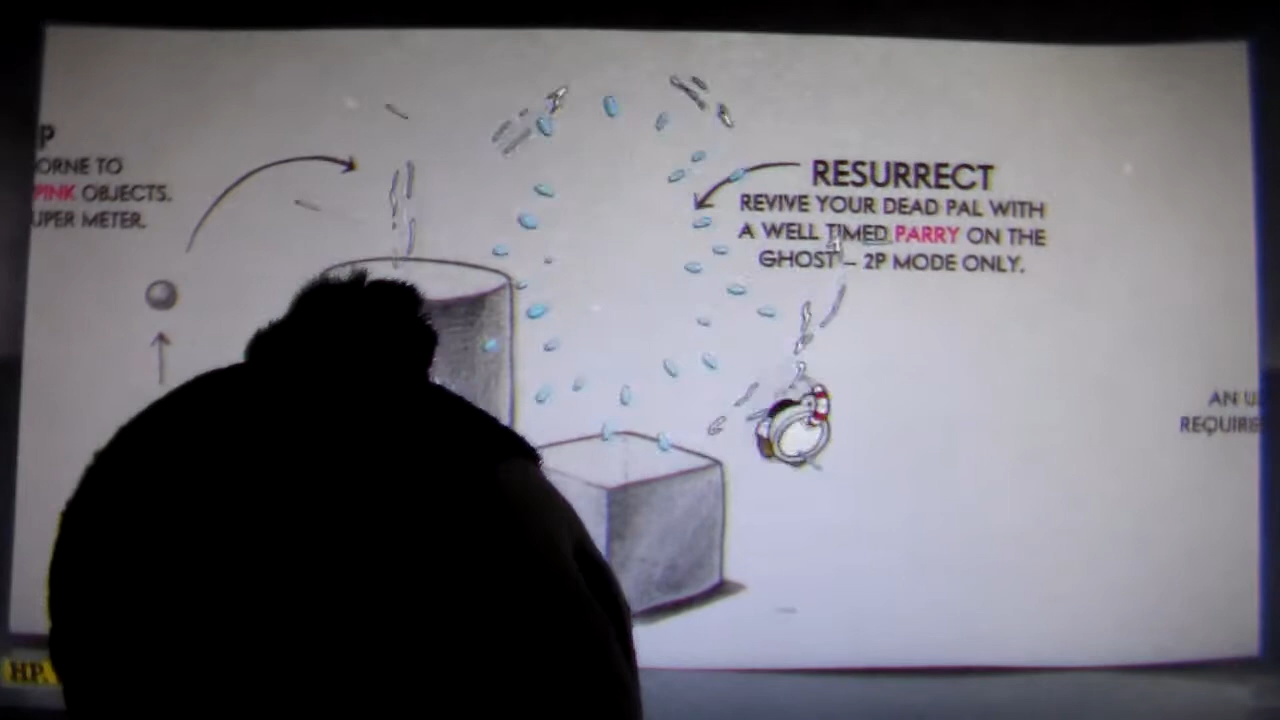 P
ORNE TO
PINK OBJECTS.
UPER METER.
RESURRECT
REVIVE YOUR DEAD PAL WITH
A WELL TIMED PARRY ON THE
GHOST – 2P MODE ONLY.
AN U
REQUIRE
HP.